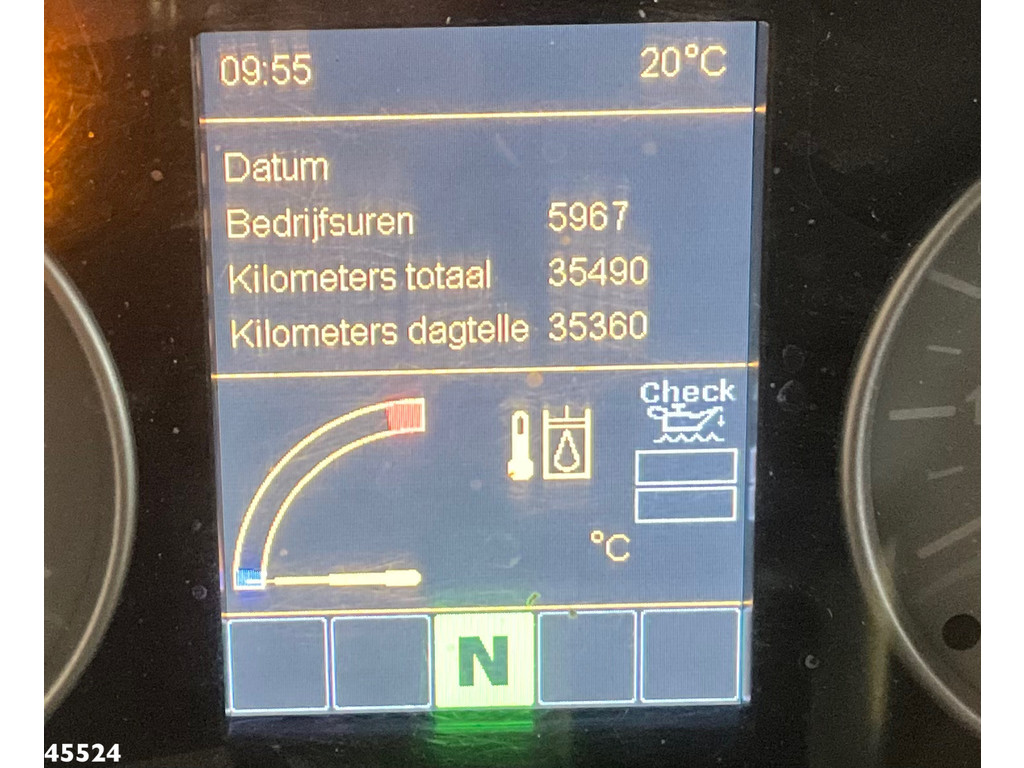 09:55 20°C
Datum
Bedrijfsuren 5967
Kilometers totaal 35490
Kilometers dagtelle 35360
Check
°C
N
45524